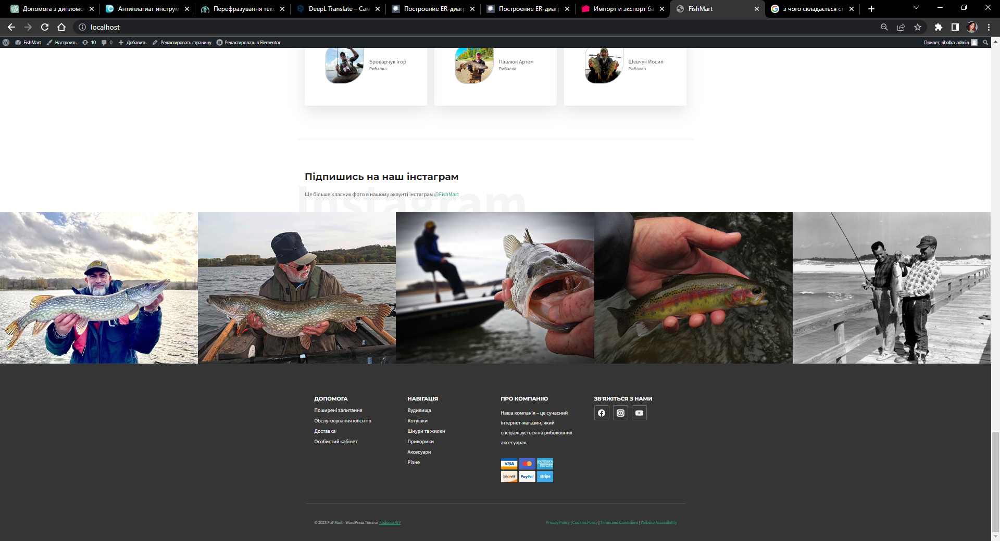 Допомога з дипломо
Антиплагиат инструм
Перефразування текс
DeepL Translate – Сам
Построение ER-диагр
Построение ER-диагр
Импорт и экспорт ба
FishMart
з чого складається ст
localhost
FishMart
Настроить
10
0
Добавить
Редактировать страницу
Редактировать в Elementor
Привет, ribalka-admin
Броварчук Ігор
Рибалка
Павлюк Артем
Рибалка
Шевчук Йосип
Рибалка
Підпишись на наш інстаграм
Instagram
Ще більше класних фото в нашому акаунті інстаграм @FishMart
ДОПОМОГА
Поширені запитання
Обслуговування клієнтів
Доставка
Особистий кабінет
НАВІГАЦІЯ
Вудилища
Котушки
Шнури та жилки
Прикормки
Аксесуари
Різне
ПРО КОМПАНІЮ
Наша компанія – це сучасний
інтернет-магазин, який
спеціалізується на риболовних
аксесуарах.
VISA
AMERICAN EXPRESS
DISCOVER
PayPal
stripe
ЗВ'ЯЖІТЬСЯ З НАМИ
© 2023 FishMart - WordPress Тема от Kadence WP
Privacy Policy | Cookies Policy | Terms and Conditions | Website Accessibility